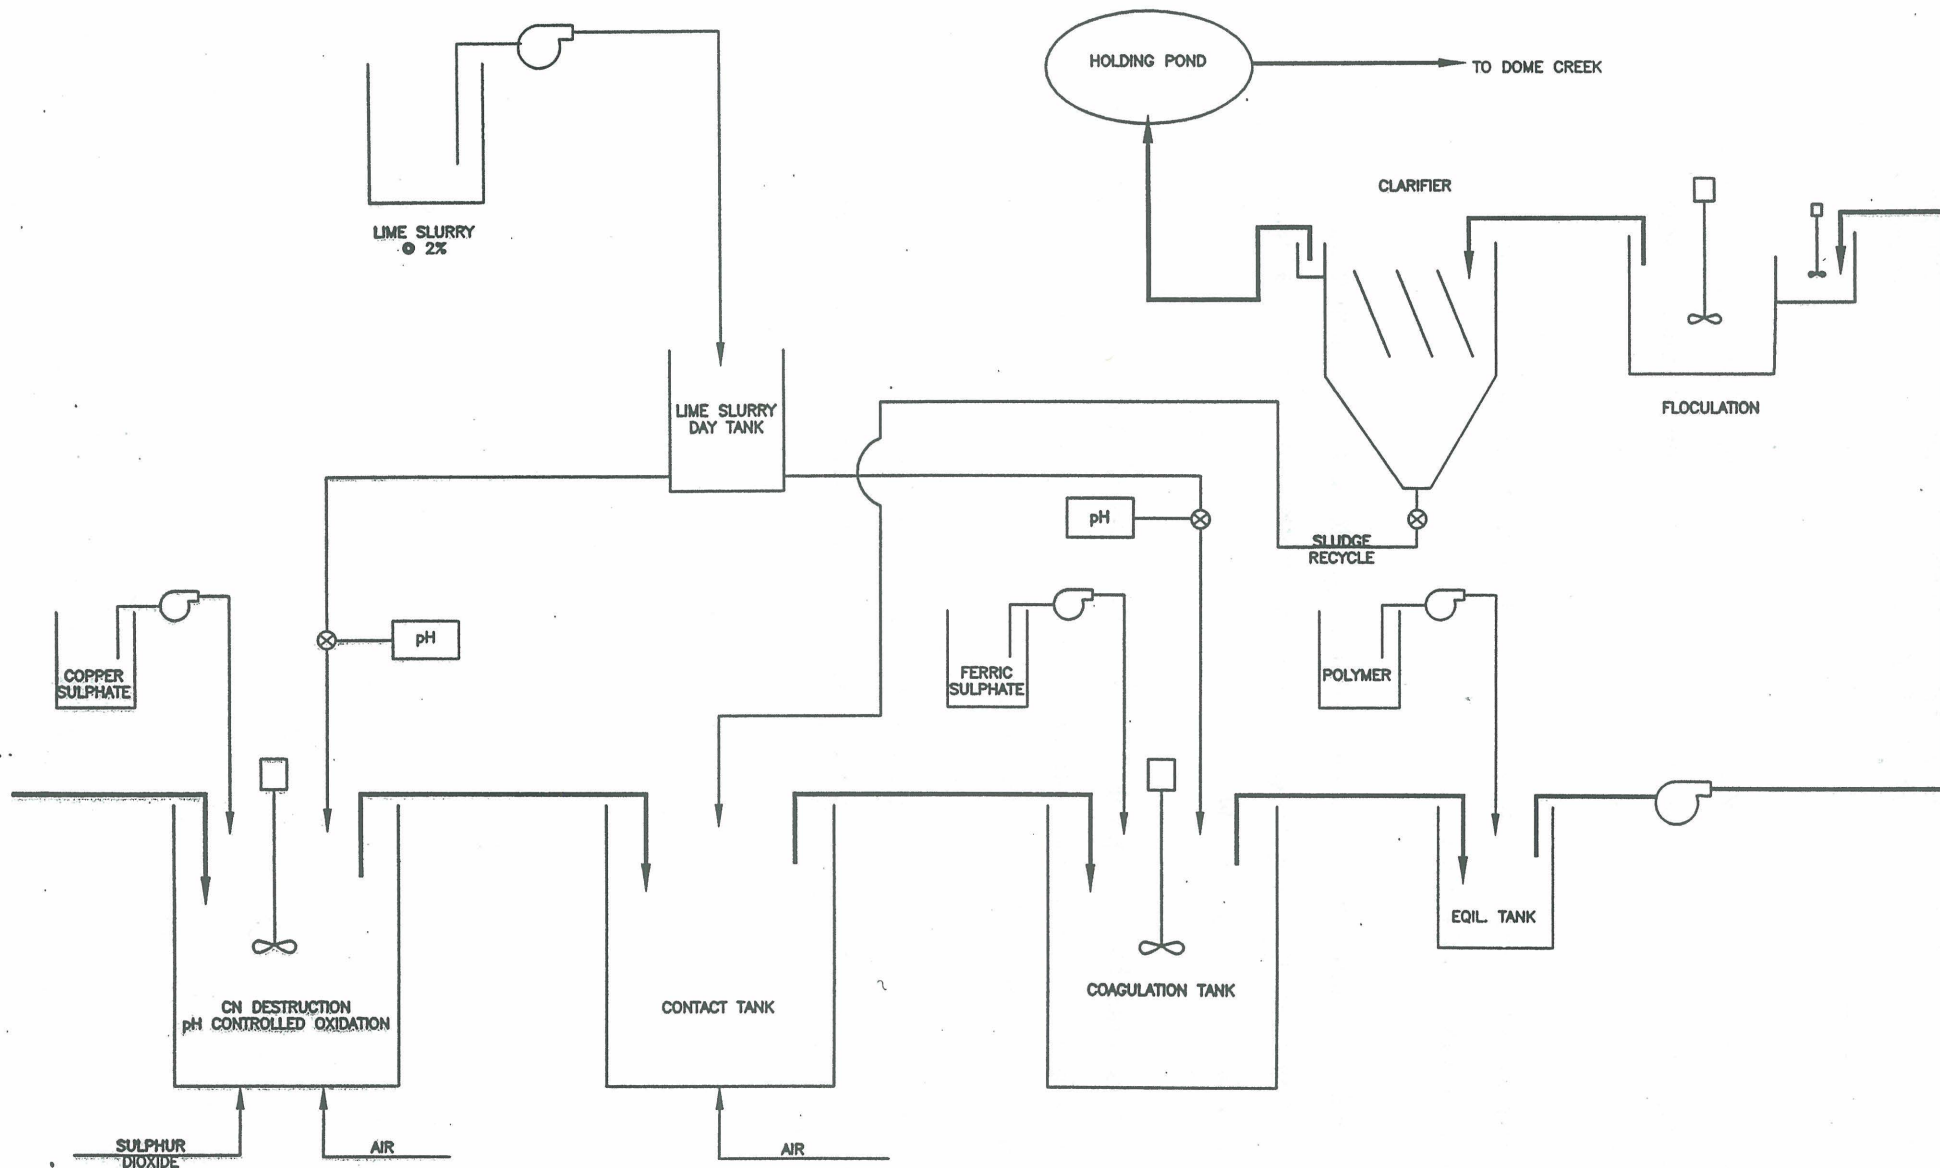 HOLDING POND
TO DOME CREEK
CLARIFIER
LIME SLURRY
@ 2%
LIME SLURRY
DAY TANK
FLOCULATION
pH
SLUDGE
RECYCLE
pH
COPPER
SULPHATE
FERRIC
SULPHATE
POLYMER
EQIL. TANK
CN DESTRUCTION
pH CONTROLLED OXIDATION
CONTACT TANK
COAGULATION TANK
SULPHUR
DIOXIDE
AIR
AIR